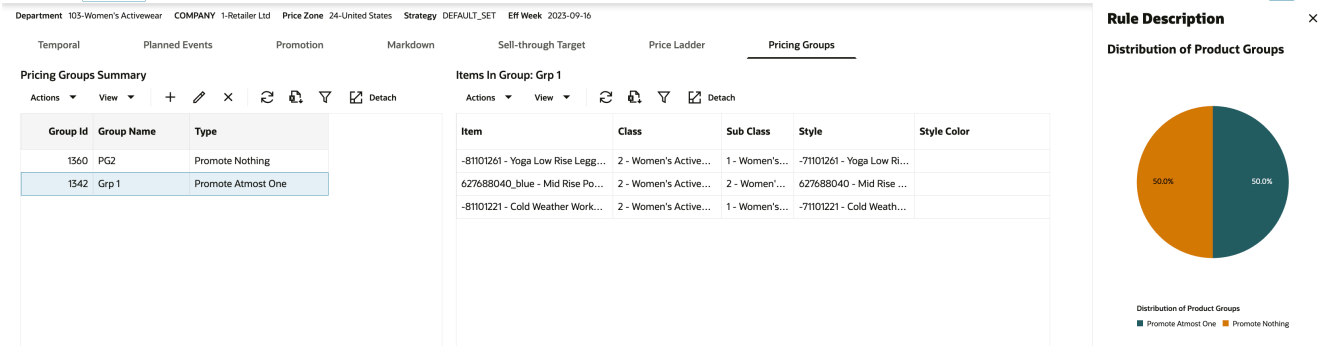 Department 103-Women's Activewear COMPANY 1-Retailer Ltd Price Zone 24-United States Strategy DEFAULT_SET Eff Week 2023-09-16
Temporal Planned Events Promotion Markdown Sell-through Target Price Ladder Pricing Groups
Pricing Groups Summary
Actions View Detach
Group Id Group Name Type
1360 PG2 Promote Nothing
1342 Grp 1 Promote Atmost One
Items In Group: Grp 1
Actions View Detach
Item Class Sub Class Style Style Color
-81101261 - Yoga Low Rise Legg... 2 - Women's Active... 1 - Women's... -71101261 - Yoga Low Ri...
627688040_blue - Mid Rise Po... 2 - Women's Active... 2 - Women'... 627688040 - Mid Rise ...
-81101221 - Cold Weather Work... 2 - Women's Active... 1 - Women's... -71101221 - Cold Weath...
Rule Description
Distribution of Product Groups
50.0% 50.0%
Distribution of Product Groups
Promote Atmost One Promote Nothing